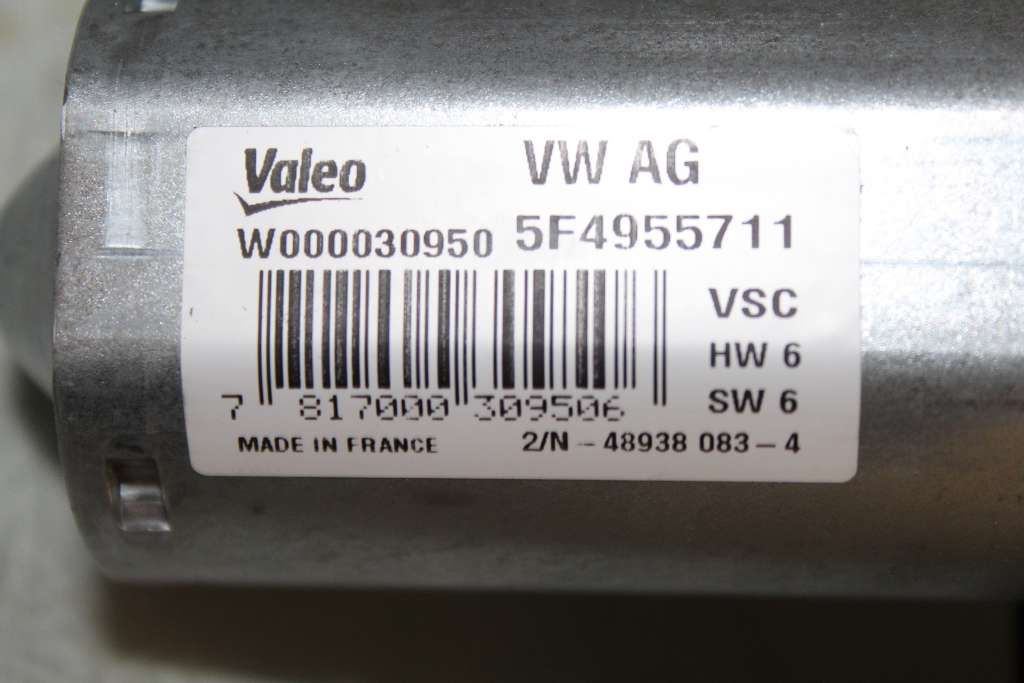 Valeo VW AG
W000030950 5F4955711
VSC
HW 6
SW 6
7 817000 309506
MADE IN FRANCE 2/N - 48938 083-4